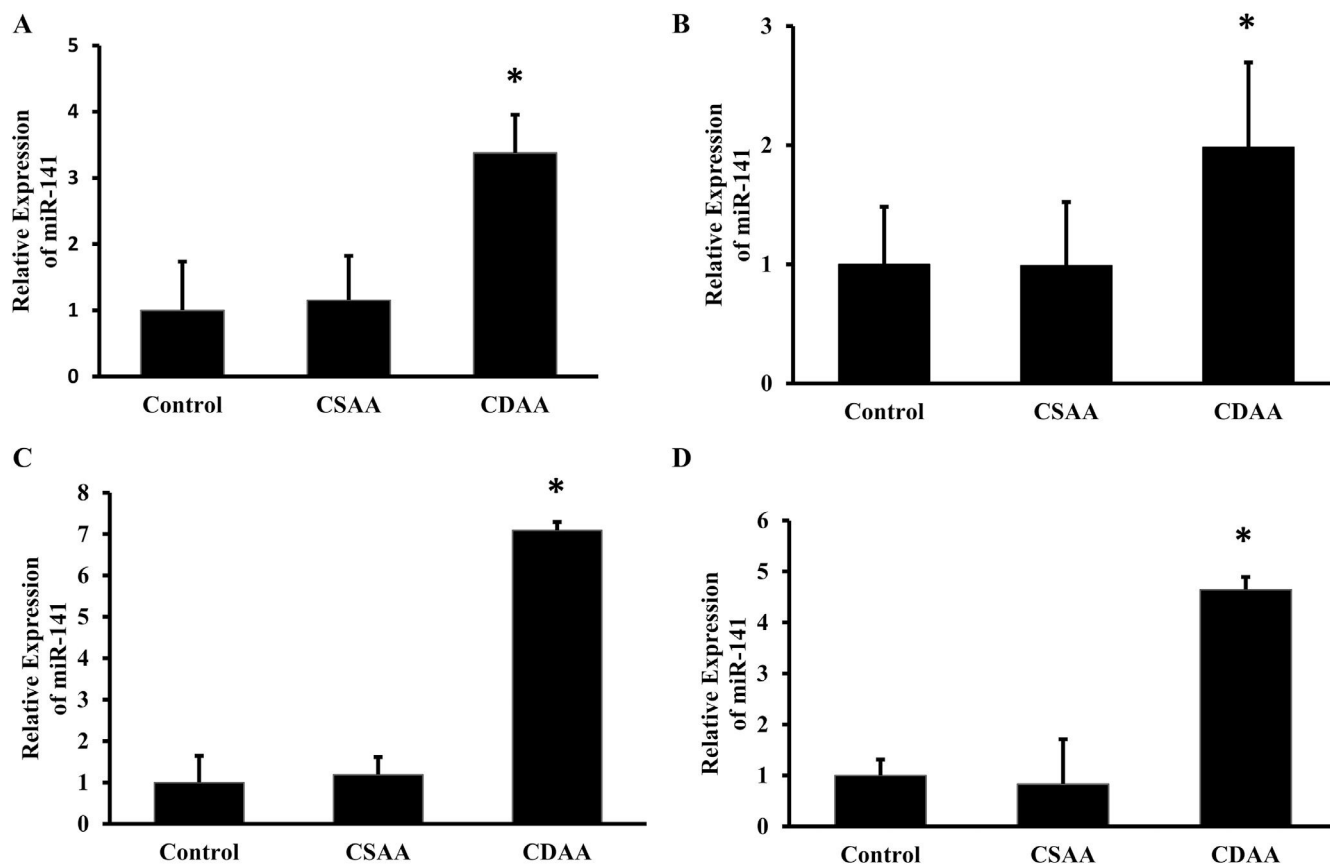 A
Relative Expression
of miR-141
5
4
3
2
1
0
*
Control CSAA CDAA
B
Relative Expression
of miR-141
3
2
1
0
*
Control CSAA CDAA
C
Relative Expression
of miR-141
8
7
6
5
4
3
2
1
0
*
Control CSAA CDAA
D
Relative Expression
of miR-141
6
5
4
3
2
1
0
*
Control CSAA CDAA